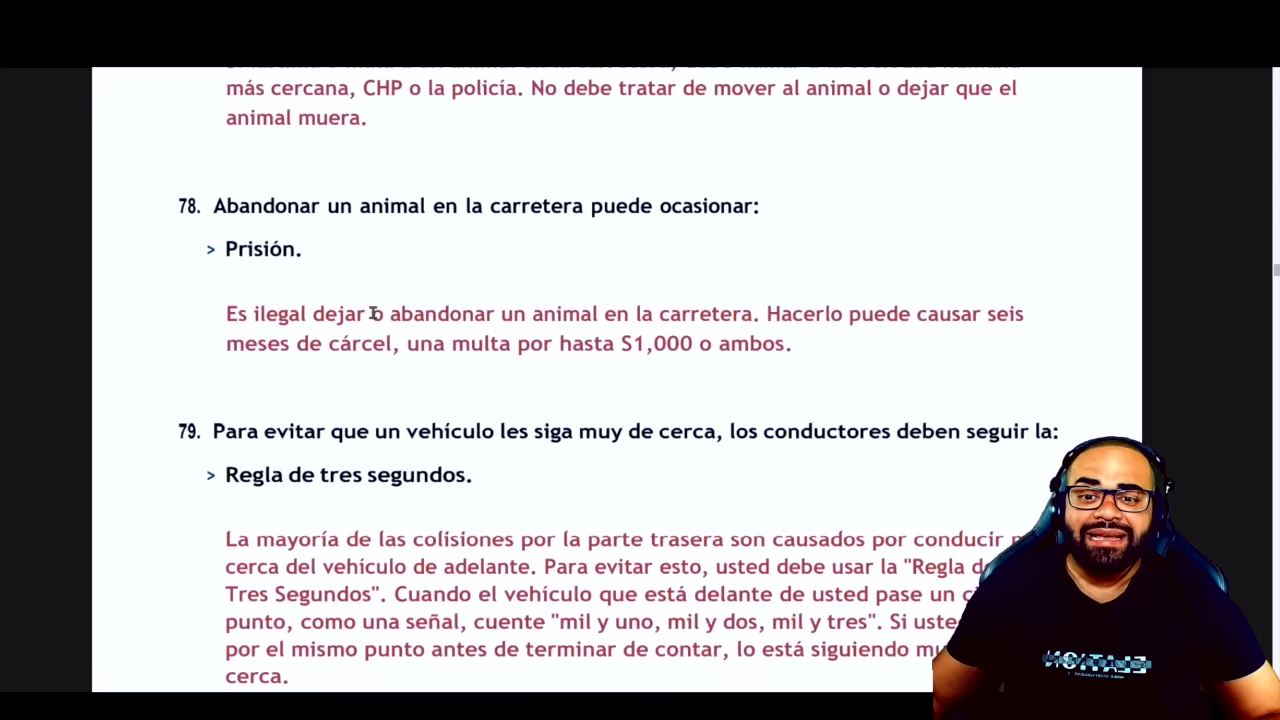 más cercana, CHP o la policía. No debe tratar de mover al animal o dejar que el
animal muera.
78. Abandonar un animal en la carretera puede ocasionar:
> Prisión.
Es ilegal dejar o abandonar un animal en la carretera. Hacerlo puede causar seis
meses de cárcel, una multa por hasta S1,000 o ambos.
79. Para evitar que un vehículo les siga muy de cerca, los conductores deben seguir la:
> Regla de tres segundos.
La mayoría de las colisiones por la parte trasera son causados por conducir
cerca del vehículo de adelante. Para evitar esto, usted debe usar la "Regla
Tres Segundos". Cuando el vehículo que está delante de usted pase un
punto, como una señal, cuente "mil y uno, mil y dos, mil y tres". Si
por el mismo punto antes de terminar de contar, lo está siguiendo
cerca.